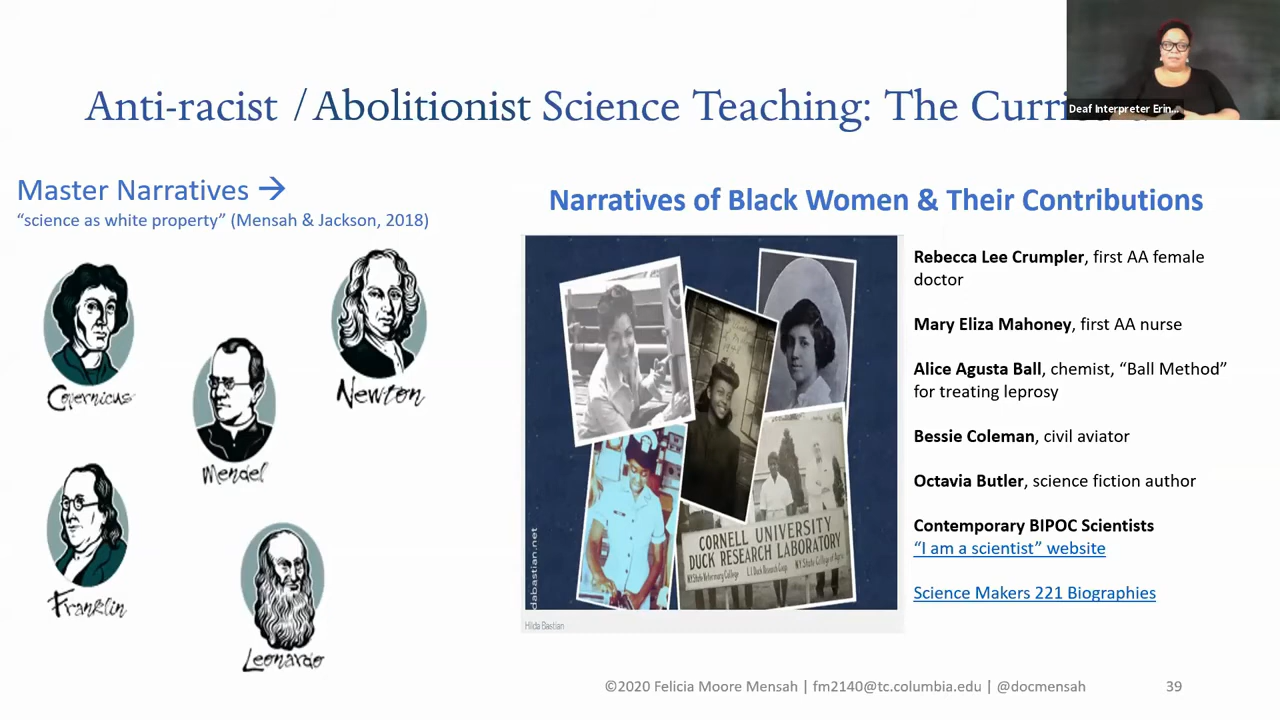 Deaf Interpreter Erin...
Anti-racist / Abolitionist Science Teaching: The
Master Narratives →
"science as white property" (Mensah & Jackson, 2018)
Copernicus
Newton
Mendel
Franklin
Leonardo
Narratives of Black Women & Their Contributions
CORNELL UNIVERSITY
DUCK RESEARCH LABORATORY
dabastian.net
Hilda Bastian
Rebecca Lee Crumpler, first AA female
doctor
Mary Eliza Mahoney, first AA nurse
Alice Agusta Ball, chemist, "Ball Method"
for treating leprosy
Bessie Coleman, civil aviator
Octavia Butler, science fiction author
Contemporary BIPOC Scientists
"I am a scientist" website
Science Makers 221 Biographies
©2020 Felicia Moore Mensah | fm2140@tc.columbia.edu | @docmensah
39